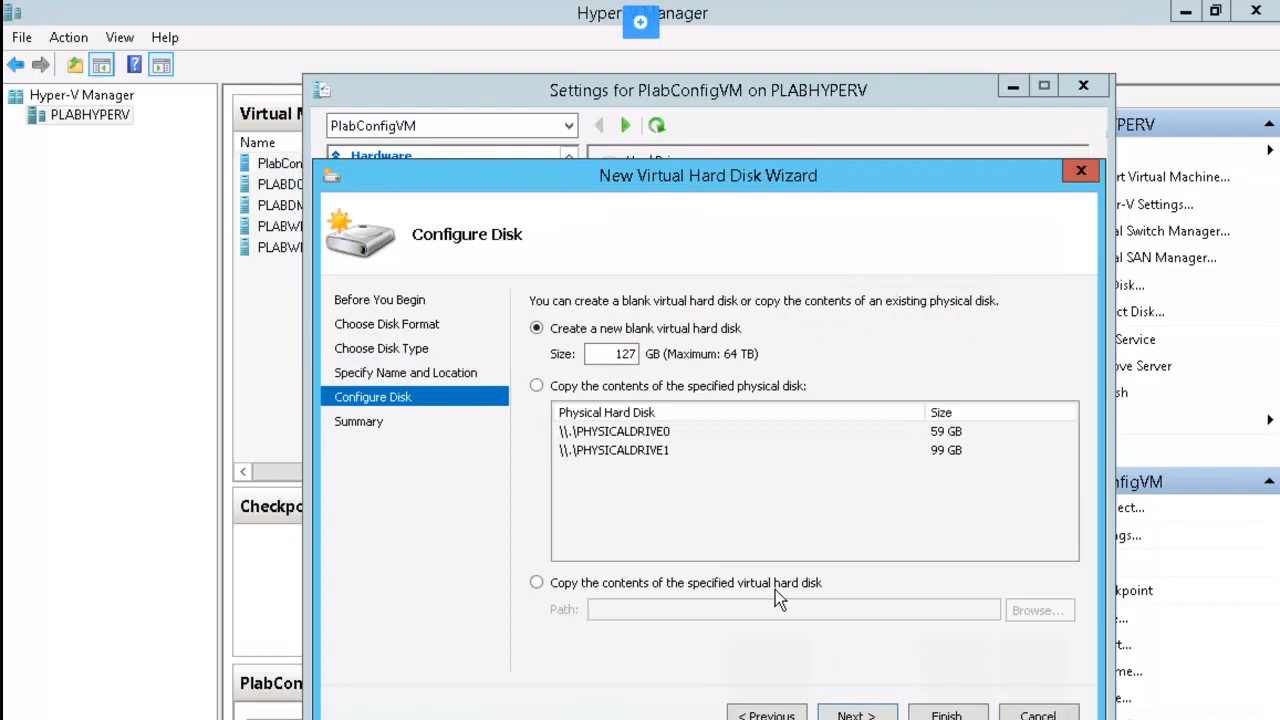 Hyper-V Manager
File Action View Help
Hyper-V Manager
PLABHYPERV
Virtual M
Name
PlabCon
PLABDC
PLABDM
PLABWI
PLABWI
Checkpo
PlabCon
Settings for PlabConfigVM on PLABHYPERV
PlabConfigVM
Hardware
New Virtual Hard Disk Wizard
Configure Disk
Before You Begin
Choose Disk Format
Choose Disk Type
Specify Name and Location
Configure Disk
Summary
You can create a blank virtual hard disk or copy the contents of an existing physical disk.
Create a new blank virtual hard disk
Size: 127 GB (Maximum: 64 TB)
Copy the contents of the specified physical disk:
Physical Hard Disk Size
\\.\PHYSICALDRIVE0 59 GB
\\.\PHYSICALDRIVE1 99 GB
Copy the contents of the specified virtual hard disk
Path: Browse...
< Previous Next > Finish Cancel
YPERV
rt Virtual Machine...
r-V Settings...
al Switch Manager...
al SAN Manager...
Disk...
ct Disk...
Service
ove Server
sh
nfigVM
ect...
gs...
kpoint
e...
rt...
me...
e...